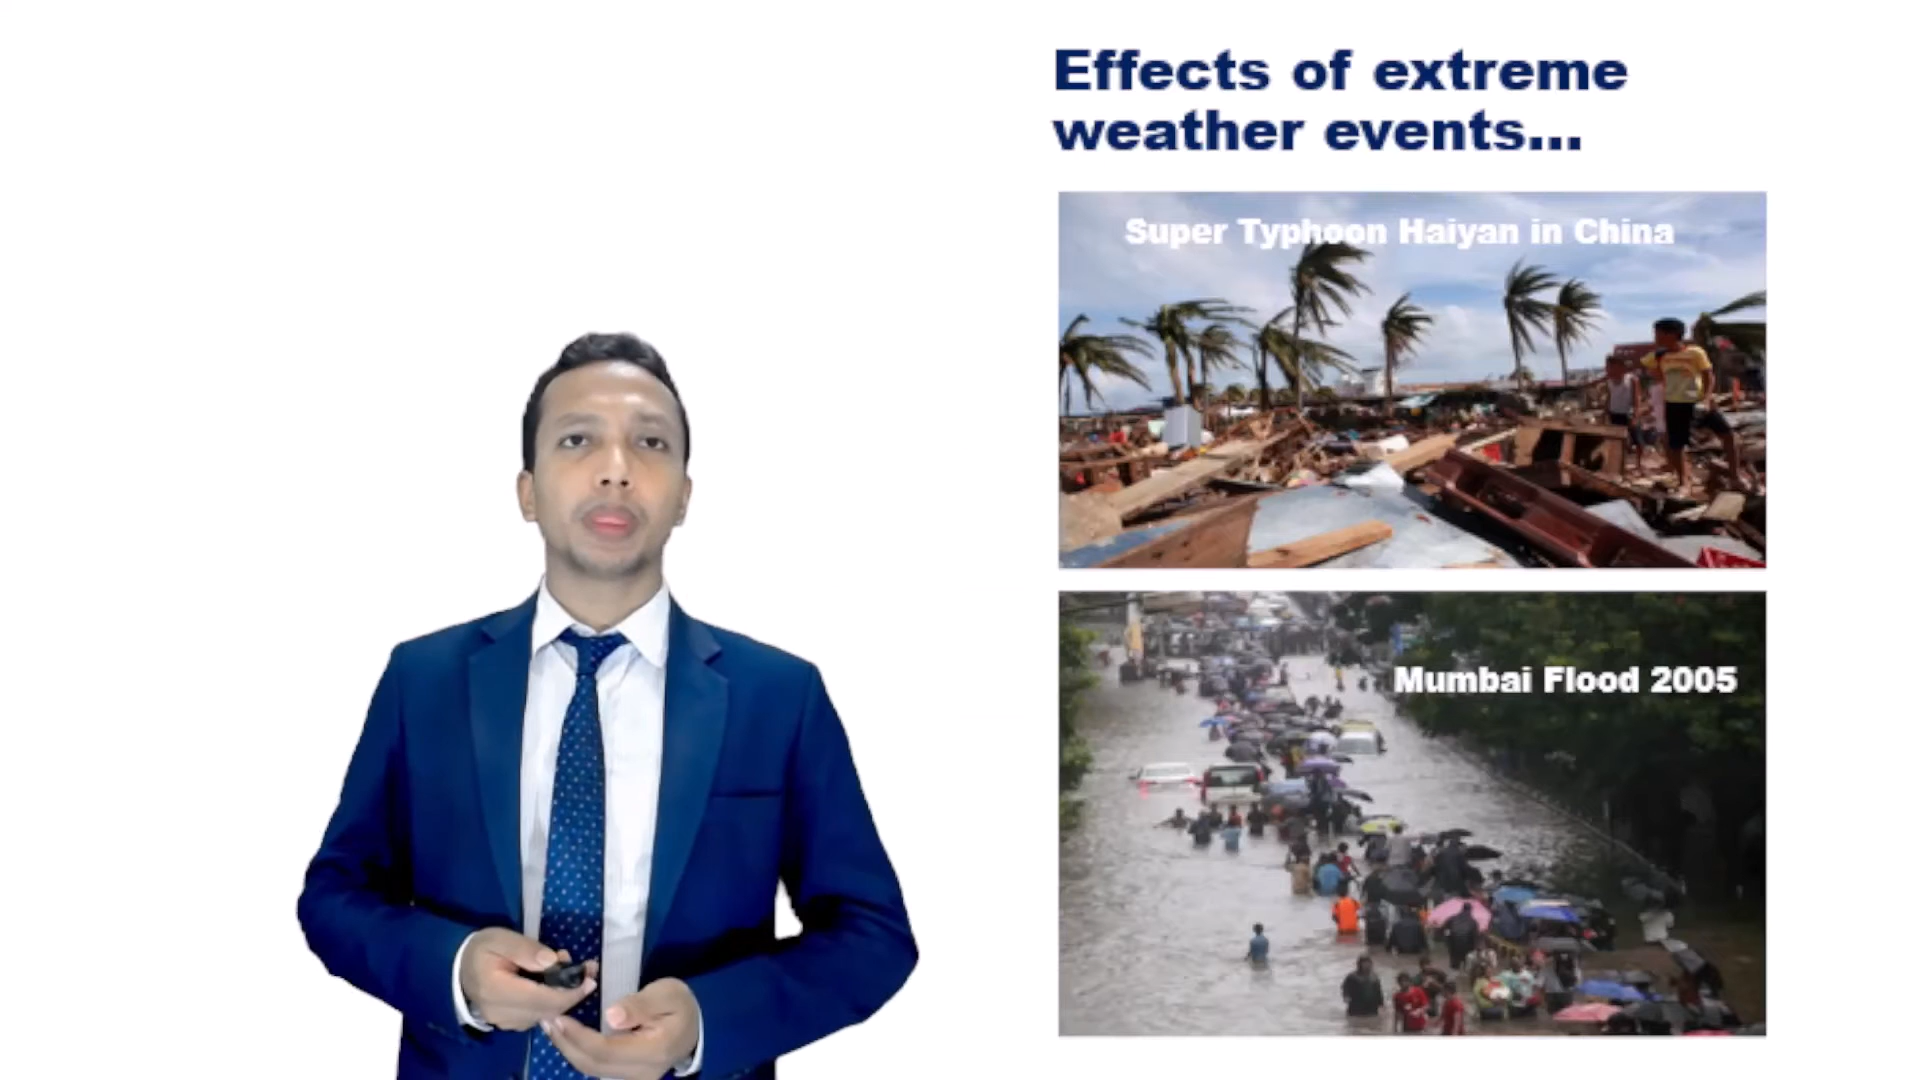 Effects of extreme
weather events...
Super Typhoon Haiyan in China
Mumbai Flood 2005